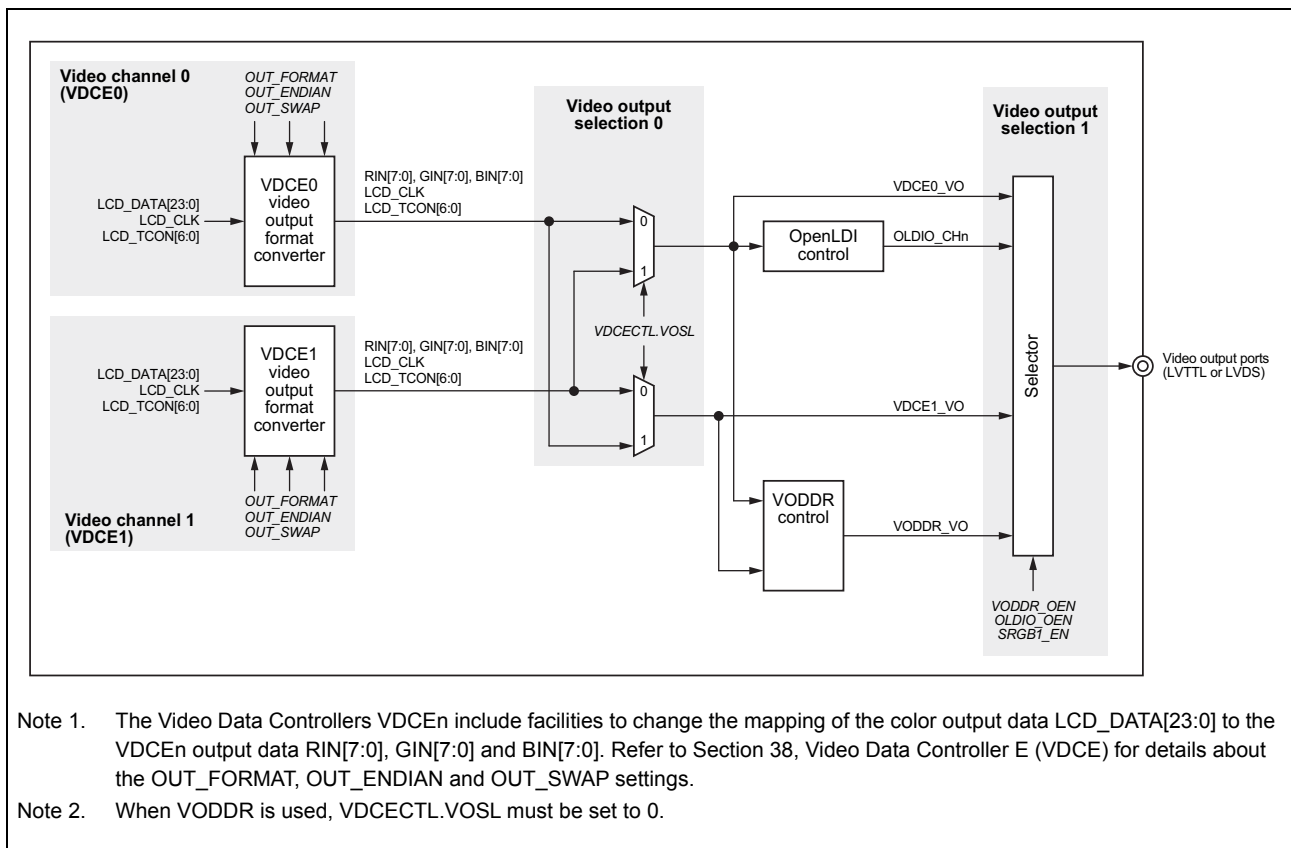 Video channel 0
(VDCE0)
OUT_FORMAT
OUT_ENDIAN
OUT_SWAP
LCD_DATA[23:0]
LCD_CLK
LCD_TCON[6:0]
VDCE0
video
output
format
converter
RIN[7:0], GIN[7:0], BIN[7:0]
LCD_CLK
LCD_TCON[6:0]
Video channel 1
(VDCE1)
LCD_DATA[23:0]
LCD_CLK
LCD_TCON[6:0]
VDCE1
video
output
format
converter
OUT_FORMAT
OUT_ENDIAN
OUT_SWAP
RIN[7:0], GIN[7:0], BIN[7:0]
LCD_CLK
LCD_TCON[6:0]
Video output
selection 0
0
1
VDCECTL.VOSL
0
1
OpenLDI
control
VODDR
control
VDCE0_VO
OLDIO_CHn
VDCE1_VO
VODDR_VO
Video output
selection 1
Selector
VODDR_OEN
OLDIO_OEN
SRGB1_EN
Video output ports
(LVTTL or LVDS)
Note 1. The Video Data Controllers VDCEn include facilities to change the mapping of the color output data LCD_DATA[23:0] to the
VDCEn output data RIN[7:0], GIN[7:0] and BIN[7:0]. Refer to Section 38, Video Data Controller E (VDCE) for details about
the OUT_FORMAT, OUT_ENDIAN and OUT_SWAP settings.
Note 2. When VODDR is used, VDCECTL.VOSL must be set to 0.